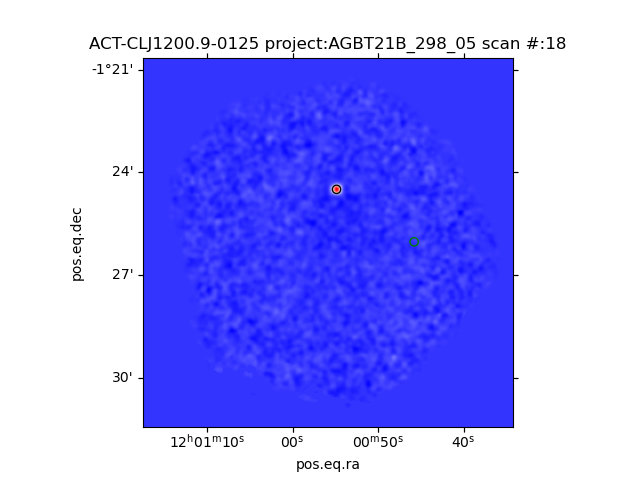 ACT-CLJ1200.9-0125 project:AGBT21B_298_05 scan #:18
-1°21'
24'
27'
30'
pos.eq.dec
12ʰ01ᵐ10ˢ 00ˢ 00ᵐ50ˢ 40ˢ
pos.eq.ra